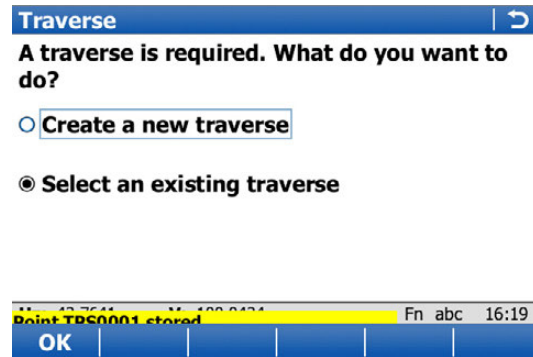 Traverse
A traverse is required. What do you want to
do?
Create a new traverse
Select an existing traverse
Point TPS0001 stored
Fn abc 16:19
OK